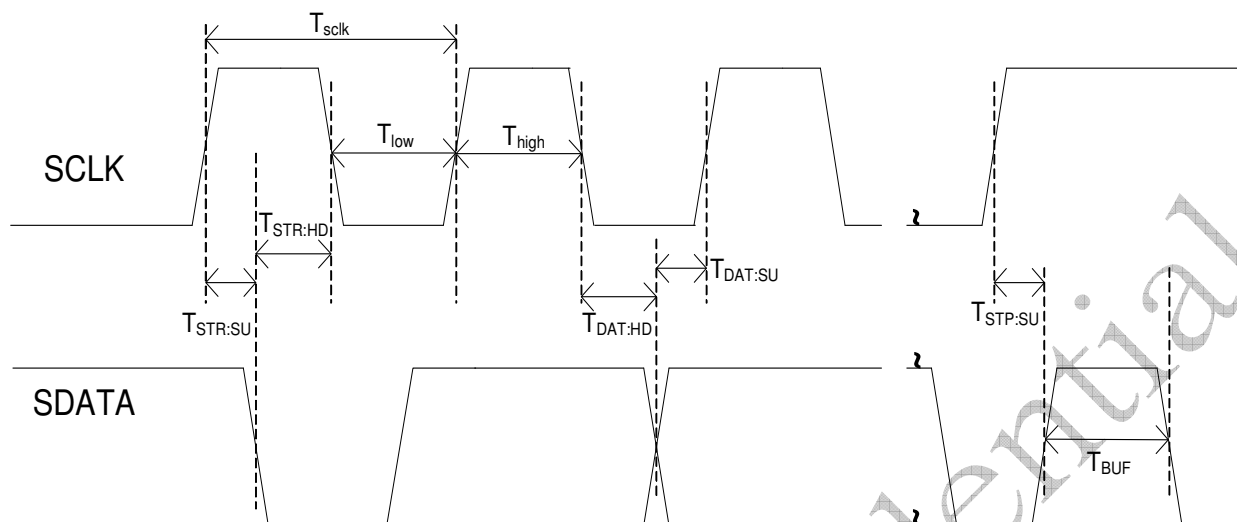 Tsclk
Tlow
Thigh
SCLK
TSTR:HD
TDAT:SU
TSTR:SU
TDAT:HD
TSTP:SU
SDATA
TBUF